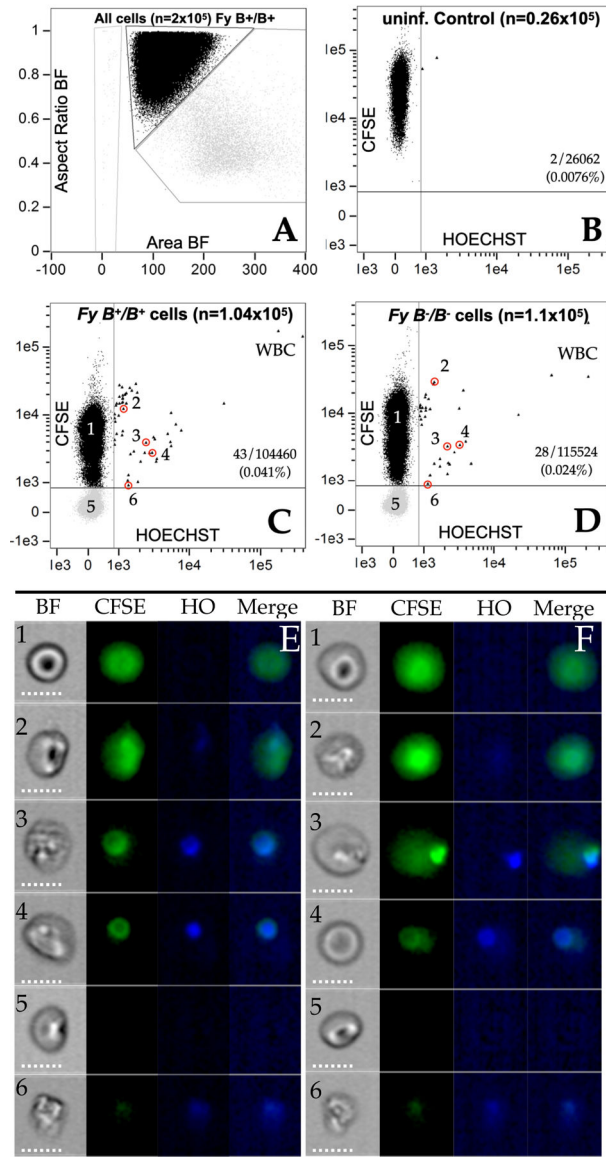 All cells (n=2x10⁵) Fy B+/B+
Aspect Ratio BF
1
0.8
0.6
0.4
0.2
0
-100 0 100 200 300 400
Area BF
A
uninf. Control (n=0.26x10⁵)
CFSE
1e5
1e4
1e3
0
-1e3
2/26062
(0.0076%)
1e3 0 1e3 1e4 1e5
HOECHST
B
Fy B⁺/B⁺ cells (n=1.04x10⁵)
WBC
CFSE
1e5
1e4
1e3
0
-1e3
1
2
3
4
5
6
43/104460
(0.041%)
1e3 0 1e3 1e4 1e5
HOECHST
C
Fy B⁻/B⁻ cells (n=1.1x10⁵)
WBC
CFSE
1e5
1e4
1e3
0
-1e3
1
2
3
4
5
6
28/115524
(0.024%)
1e3 0 1e3 1e4 1e5
HOECHST
D
BF CFSE HO Merge
E
1
2
3
4
5
6
BF CFSE HO Merge
F
1
2
3
4
5
6